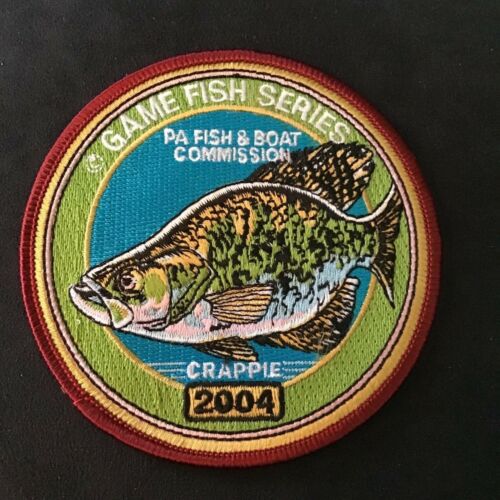 © GAME FISH SERIES
PA FISH & BOAT
COMMISSION
CRAPPIE
2004